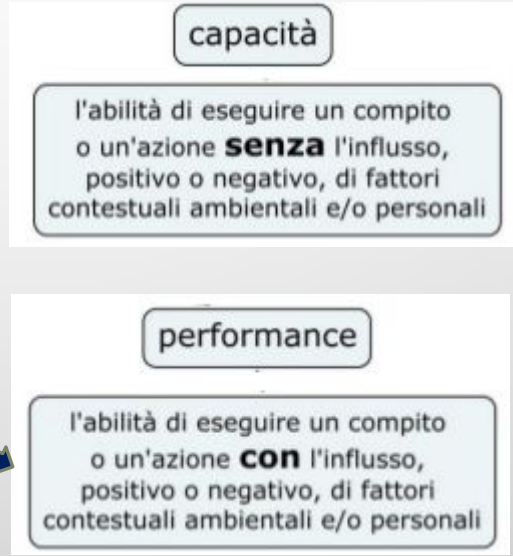 capacità
l'abilità di eseguire un compito
o un'azione senza l'influsso,
positivo o negativo, di fattori
contestuali ambientali e/o personali
performance
l'abilità di eseguire un compito
o un'azione con l'influsso,
positivo o negativo, di fattori
contestuali ambientali e/o personali